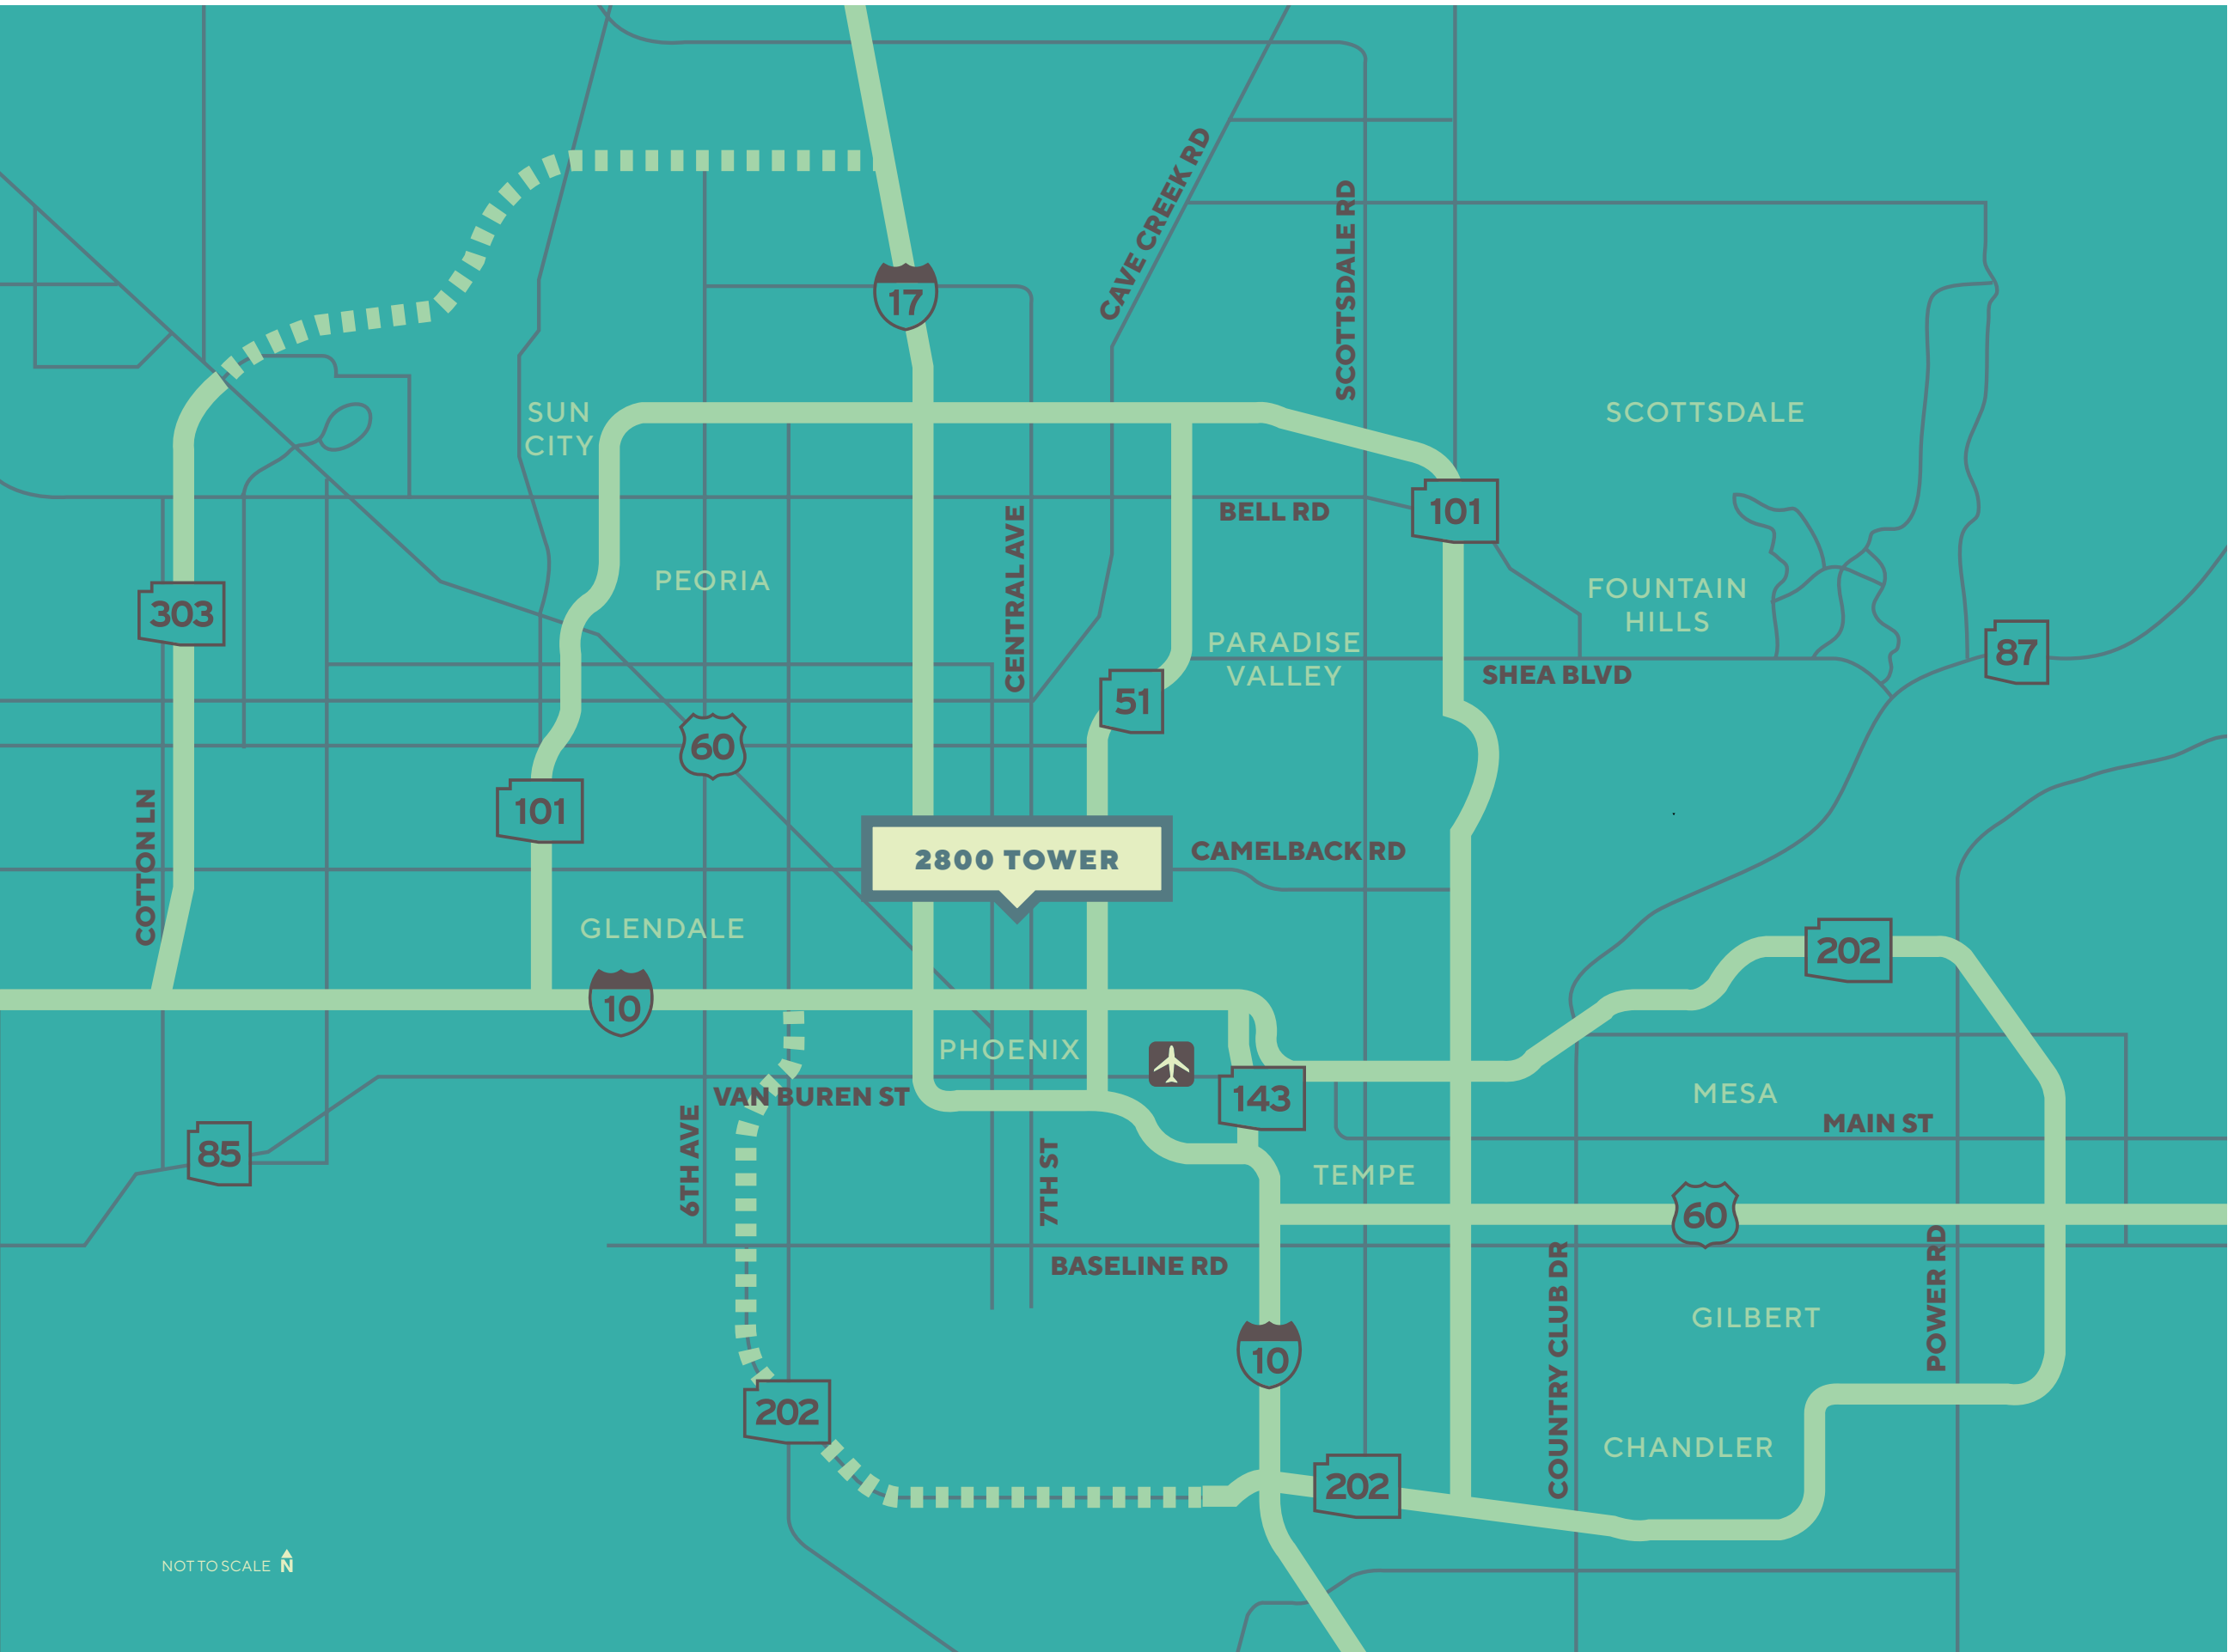 CAVE CREEK RD
SCOTTSDALE RD
17
SUN
CITY
SCOTTSDALE
BELL RD
101
CENTRAL AVE
PEORIA
303
FOUNTAIN
HILLS
PARADISE
VALLEY
SHEA BLVD
87
51
60
COTTON LN
101
2800 TOWER
CAMELBACK RD
GLENDALE
202
10
PHOENIX
VAN BUREN ST
143
MESA
MAIN ST
85
6TH AVE
7TH ST
TEMPE
60
BASELINE RD
COUNTRY CLUB DR
POWER RD
GILBERT
10
202
CHANDLER
202
NOT TO SCALE N